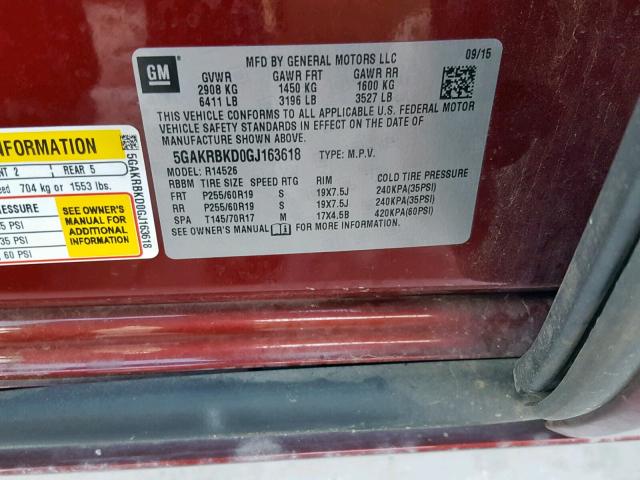 GM
MFD BY GENERAL MOTORS LLC 09/15
GVWR GAWR FRT GAWR RR
2908 KG 1450 KG 1600 KG
6411 LB 3196 LB 3527 LB
THIS VEHICLE CONFORMS TO ALL APPLICABLE U.S. FEDERAL MOTOR
VEHICLE SAFETY STANDARDS IN EFFECT ON THE DATE OF
MANUFACTURE SHOWN ABOVE.
5GAKRBKD0GJ163618 TYPE: M.P.V.
MODEL: R14526
RBBM TIRE SIZE SPEED RTG RIM COLD TIRE PRESSURE
FRT P255/60R19 S 19X7.5J 240KPA(35PSI)
RR P255/60R19 S 19X7.5J 240KPA(35PSI)
SPA T145/70R17 M 17X4.5B 420KPA(60PSI)
SEE OWNER'S MANUAL FOR MORE INFORMATION.
INFORMATION
2 REAR 5
704 kg or 1553 lbs.
PRESSURE
5 PSI
35 PSI
60 PSI
SEE OWNER'S
MANUAL FOR
ADDITIONAL
INFORMATION
5GAKRBKD0GJ163618